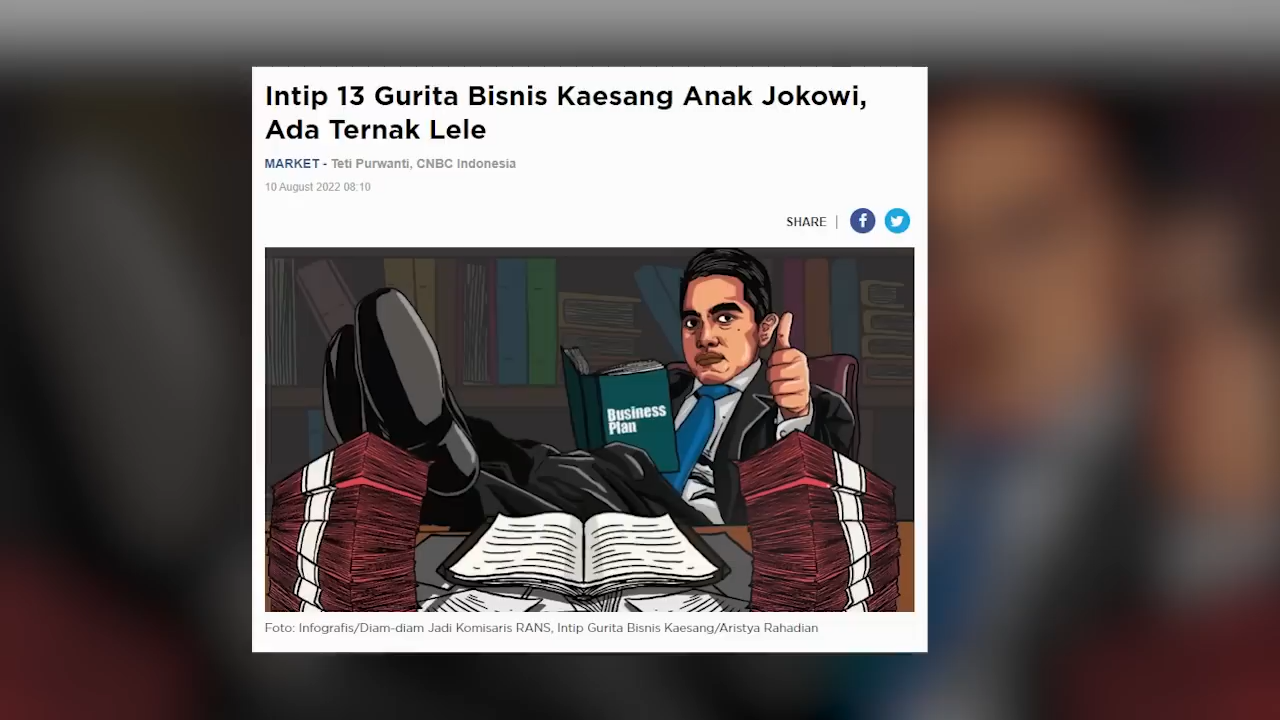 Intip 13 Gurita Bisnis Kaesang Anak Jokowi,
Ada Ternak Lele
MARKET - Teti Purwanti, CNBC Indonesia
10 August 2022 08:10
SHARE |
Business
Plan
Foto: Infografis/Diam-diam Jadi Komisaris RANS, Intip Gurita Bisnis Kaesang/Aristya Rahadian